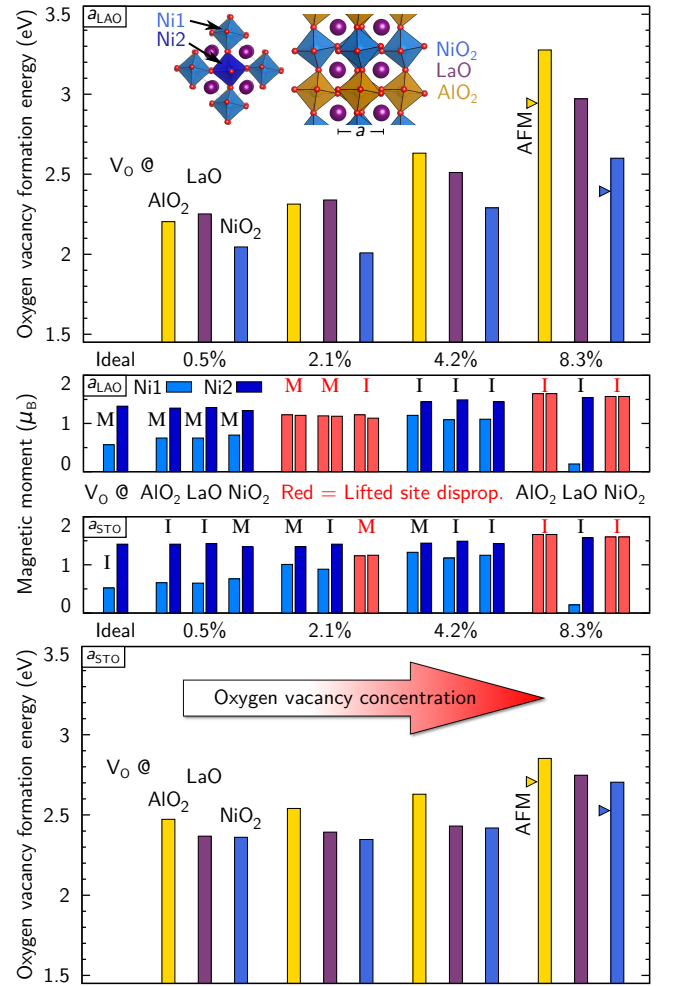 a_LAO
Oxygen vacancy formation energy (eV)
3.5
3
2.5
2
1.5
Ni1
Ni2
NiO₂
LaO
AlO₂
a
V_O @
AlO₂
LaO
NiO₂
AFM
Ideal 0.5% 2.1% 4.2% 8.3%
Magnetic moment (μ_B)
a_LAO
Ni1 Ni2
2
1
0
M M M M M M I I I I I I I
V_O @ AlO₂ LaO NiO₂ Red = Lifted site disprop. AlO₂ LaO NiO₂
a_STO
2
1
0
I I I M M I M M I I I I I
Ideal 0.5% 2.1% 4.2% 8.3%
a_STO
Oxygen vacancy formation energy (eV)
3.5
3
2.5
2
1.5
Oxygen vacancy concentration
V_O @
AlO₂
LaO
NiO₂
AFM